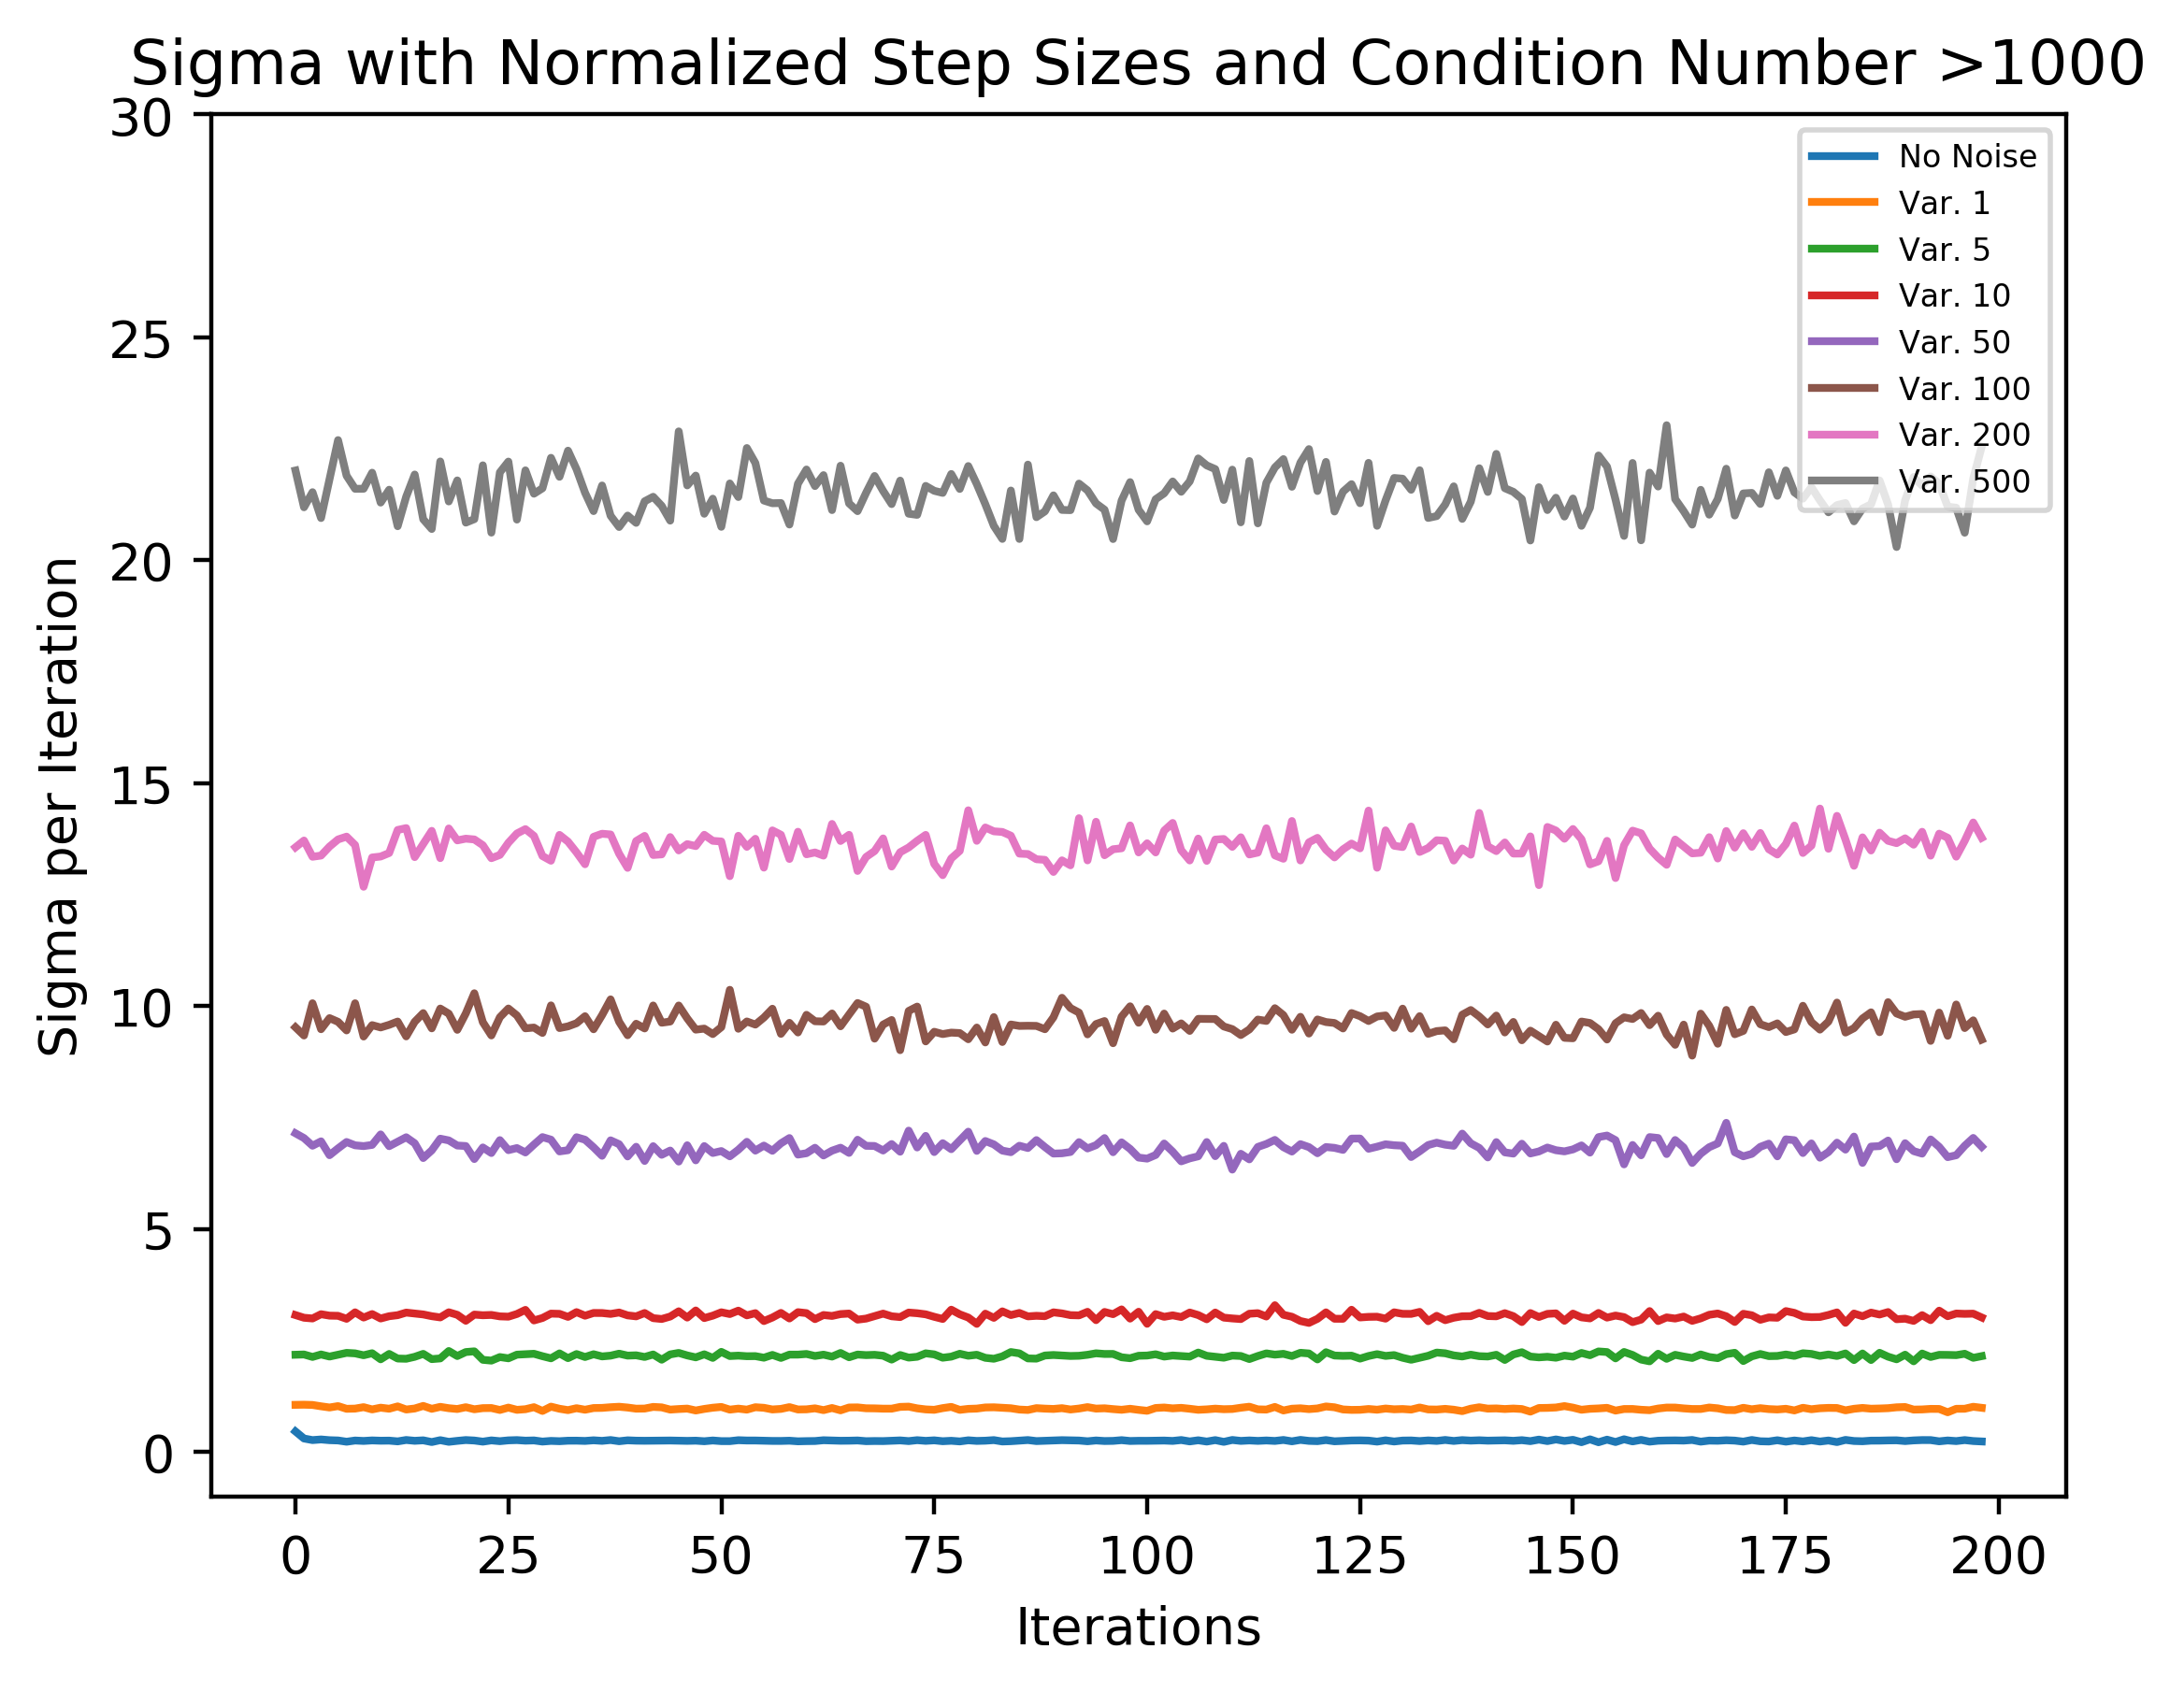 Sigma with Normalized Step Sizes and Condition Number >1000
30
25
20
15
10
5
0
Sigma per Iteration
No Noise
Var. 1
Var. 5
Var. 10
Var. 50
Var. 100
Var. 200
Var. 500
0 25 50 75 100 125 150 175 200
Iterations